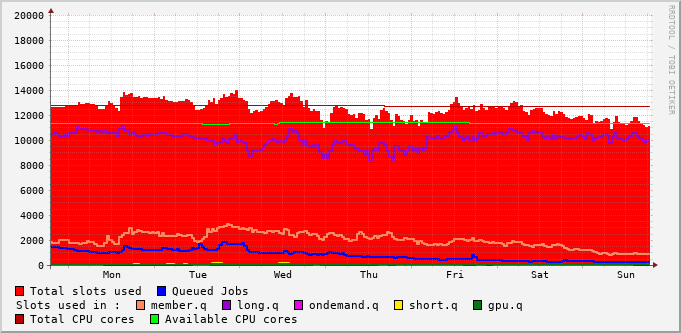 20000
18000
16000
14000
12000
10000
8000
6000
4000
2000
0
Mon Tue Wed Thu Fri Sat Sun
Total slots used Queued Jobs
Slots used in : member.q long.q ondemand.q short.q gpu.q
Total CPU cores Available CPU cores
RRDTOOL / TOBI OETIKER